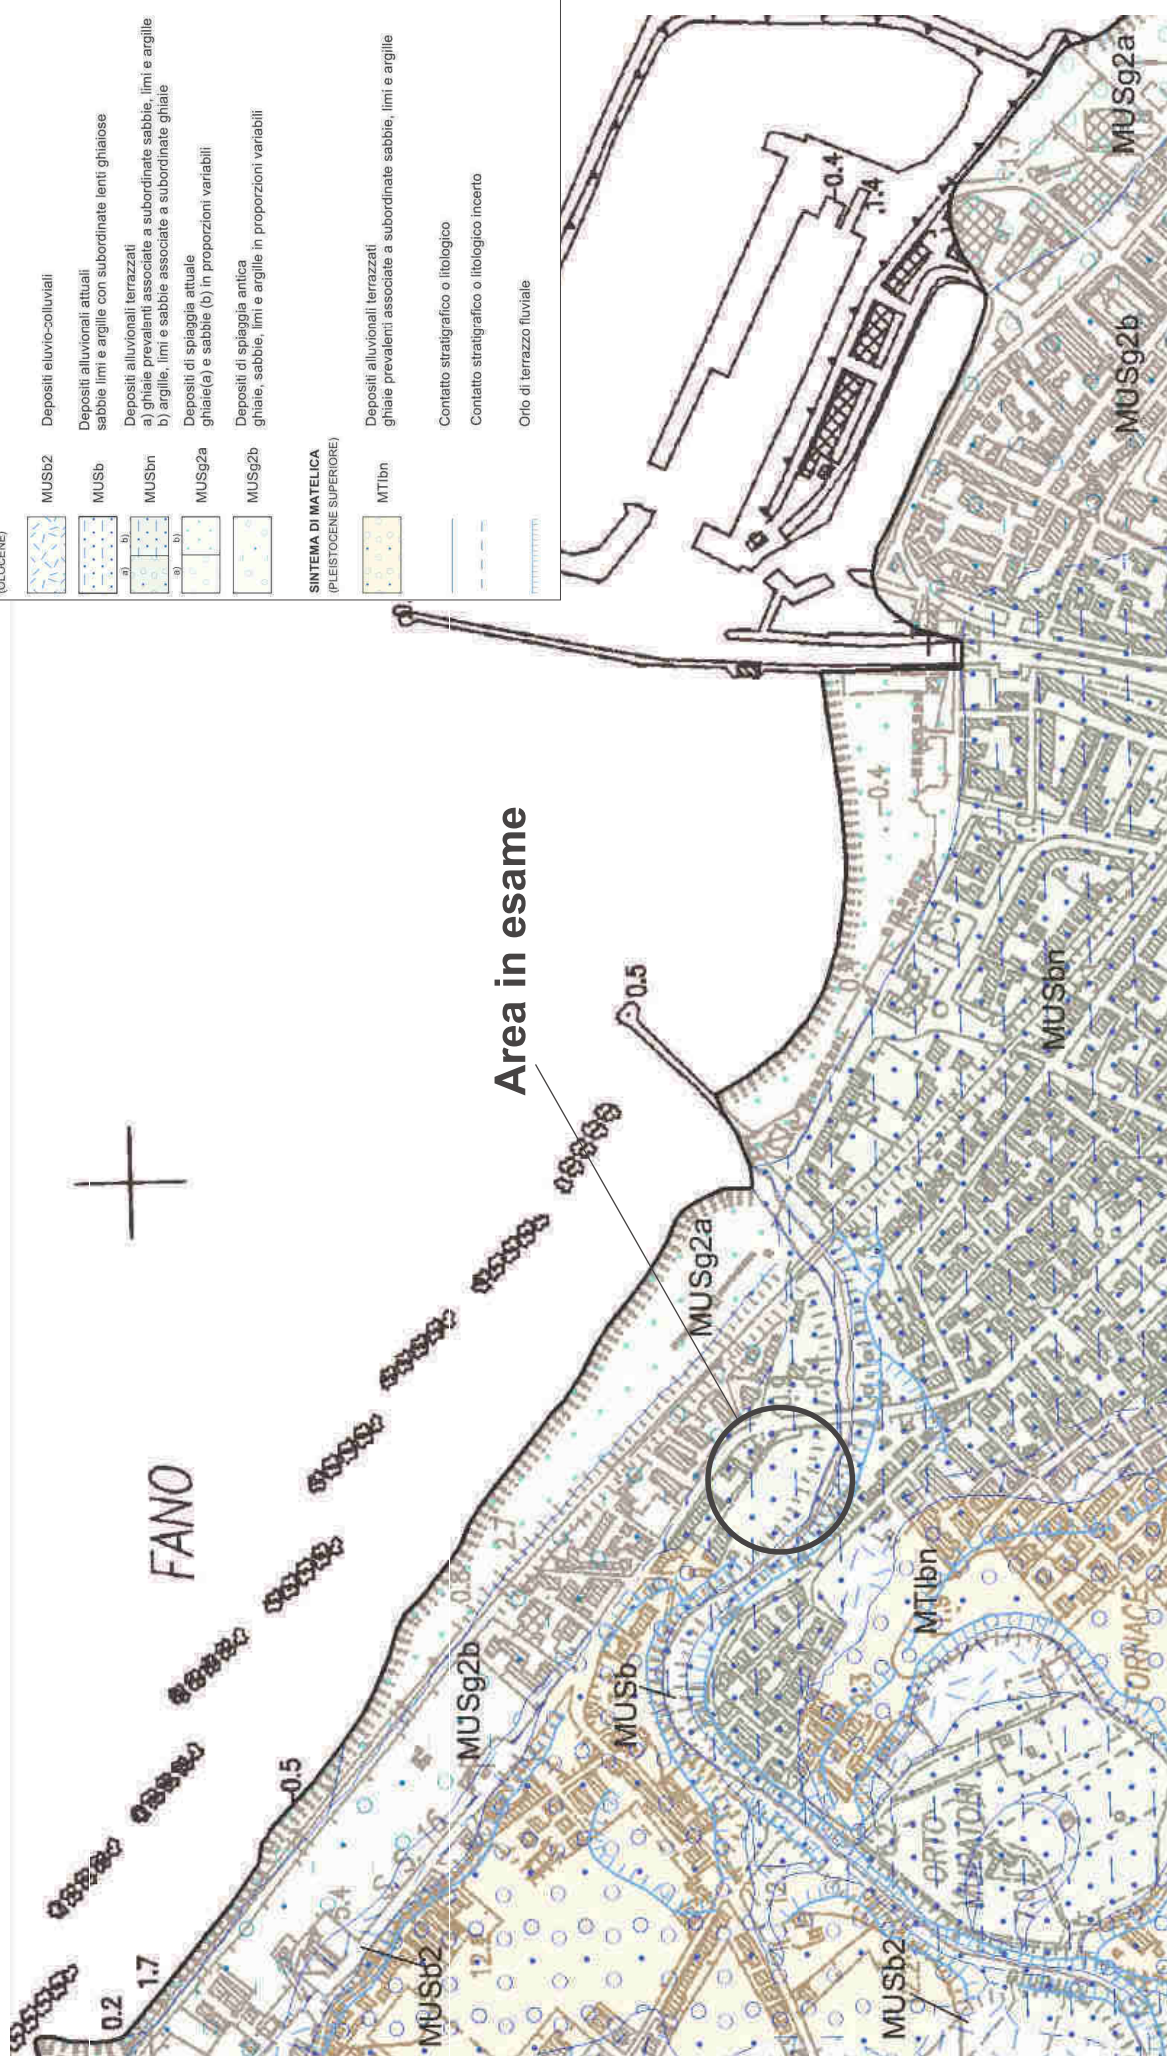 (OLOCENE)
MUSb2
Depositi eluvio-colluviali
MUSb
Depositi alluvionali attuali
sabbie limi e argille con subordinate lenti ghiaiose
a) b)
MUSbn
Depositi alluvionali terrazzati
a) ghiaie prevalenti associate a subordinate sabbie, limi e argille
b) argille, limi e sabbie associate a subordinate ghiaie
a) b)
MUSg2a
Depositi di spiaggia attuale
ghiaie(a) e sabbie (b) in proporzioni variabili
MUSg2b
Depositi di spiaggia antica
ghiaie, sabbie, limi e argille in proporzioni variabili
SINTEMA DI MATELICA
(PLEISTOCENE SUPERIORE)
MTIbn
Depositi alluvionali terrazzati
ghiaie prevalenti associate a subordinate sabbie, limi e argille
Contatto stratigrafico o litologico
Contatto stratigrafico o litologico incerto
Orlo di terrazzo fluviale
FANO
Area in esame
0.2
1.7
0.5
0.5
0.4
1.4
0.4
1.7
MUSg2a
MUSg2b
MUSbn
MUSg2a
MUSg2b
MUSb
MTIbn
MUSb2
MUSb2
ORTO